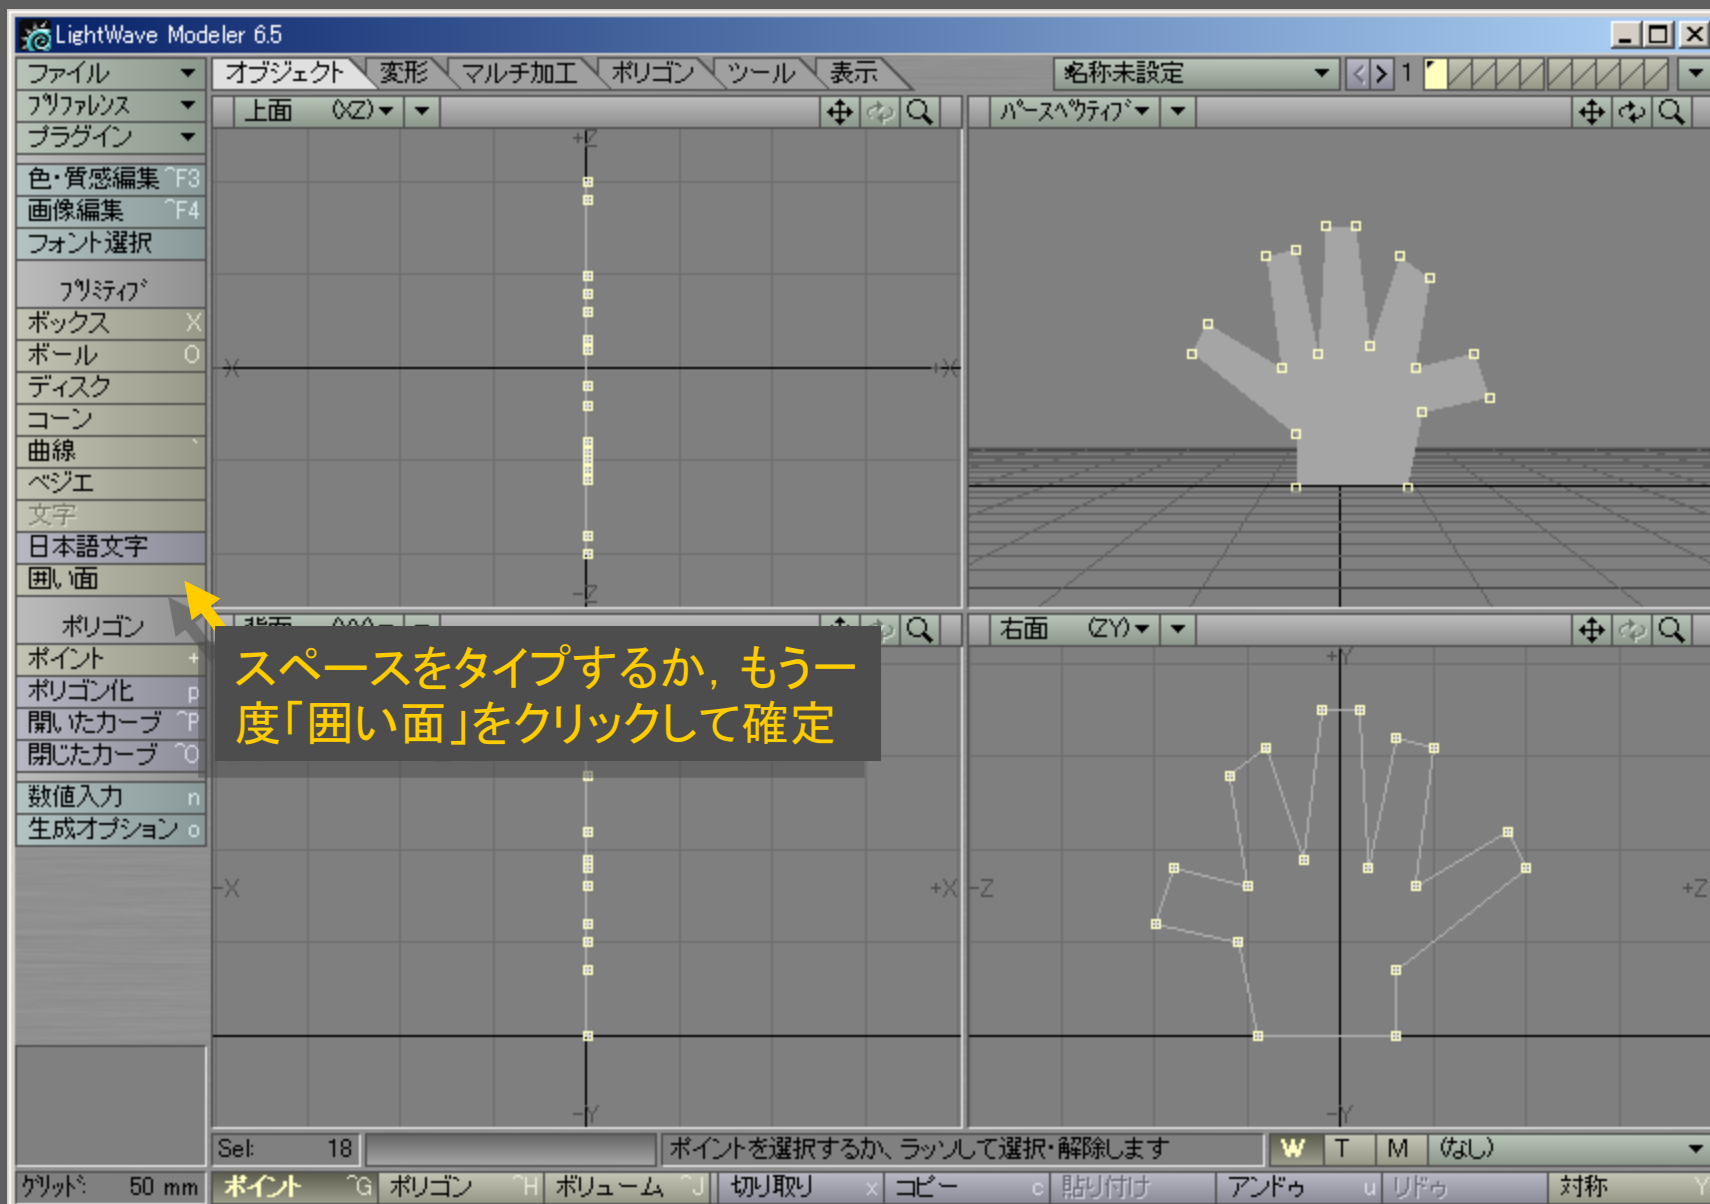 LightWave Modeler 6.5
ファイル
プリファレンス
プラグイン
オブジェクト 変形 マルチ加工 ポリゴン ツール 表示
名称未設定
1
上面 (XZ)
パースペクティブ
色・質感編集 ^F3
画像編集 ^F4
フォント選択
プリミティブ
ボックス X
ボール O
ディスク
コーン
曲線 `
ベジエ
文字
日本語文字
囲い面
ポリゴン
ポイント +
ポリゴン化 p
開いたカーブ ^P
閉じたカーブ ^O
数値入力 n
生成オプション o
+Z
-X
+X
-Z
背面
右面 (ZY)
スペースをタイプするか，もう一
度「囲い面」をクリックして確定
-X
+X
-Y
+Y
-Z
+Z
-Y
Sel: 18
ポイントを選択するか、ラッソして選択・解除します
W T M (なし)
グリッド: 50 mm
ポイント ^G ポリゴン ^H ボリューム ^J 切り取り x コピー c 貼り付け アンドゥ u リドゥ 対称 Y